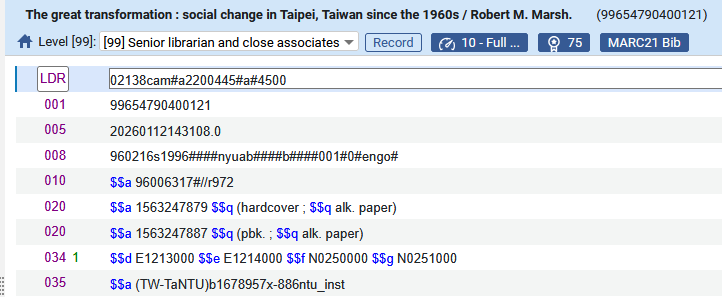 The great transformation : social change in Taipei, Taiwan since the 1960s / Robert M. Marsh. (99654790400121)
Level [99]: [99] Senior librarian and close associates Record 10 - Full ... 75 MARC21 Bib
LDR 02138cam#a2200445#a#4500
001 99654790400121
005 20260112143108.0
008 960216s1996####nyuab####b####001#0#engo#
010 $$a 96006317#//r972
020 $$a 1563247879 $$q (hardcover ; $$q alk. paper)
020 $$a 1563247887 $$q (pbk. ; $$q alk. paper)
034 1 $$d E1213000 $$e E1214000 $$f N0250000 $$g N0251000
035 $$a (TW-TaNTU)b1678957x-886ntu_inst